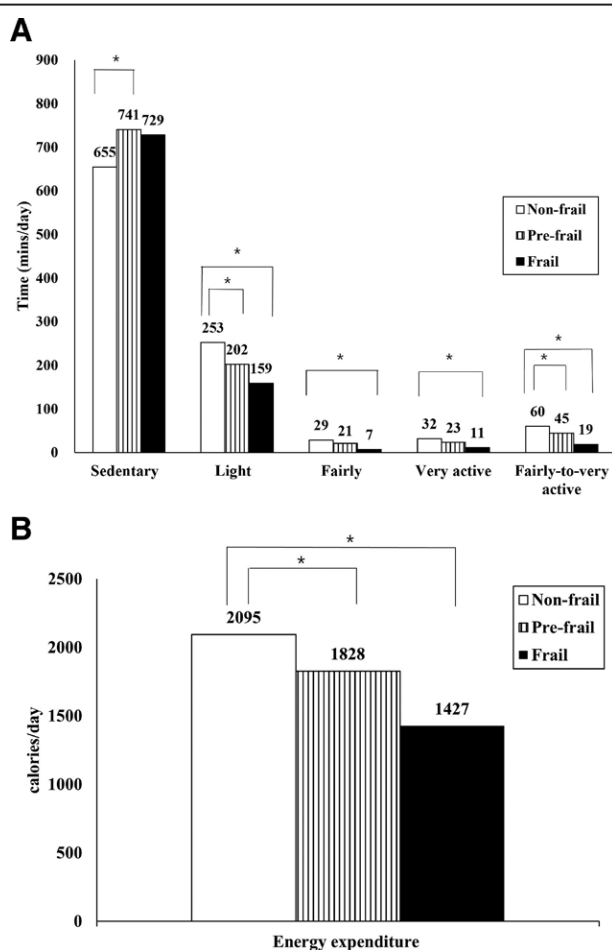 A
Time (mins/day)
900
800
700
600
500
400
300
200
100
0
*
655
741
729
*
*
253
202
159
*
29
21
7
*
32
23
11
*
*
60
45
19
Non-frail
Pre-frail
Frail
Sedentary
Light
Fairly
Very active
Fairly-to-very
active
B
calories/day
2500
2000
1500
1000
500
0
*
*
2095
1828
1427
Non-frail
Pre-frail
Frail
Energy expenditure